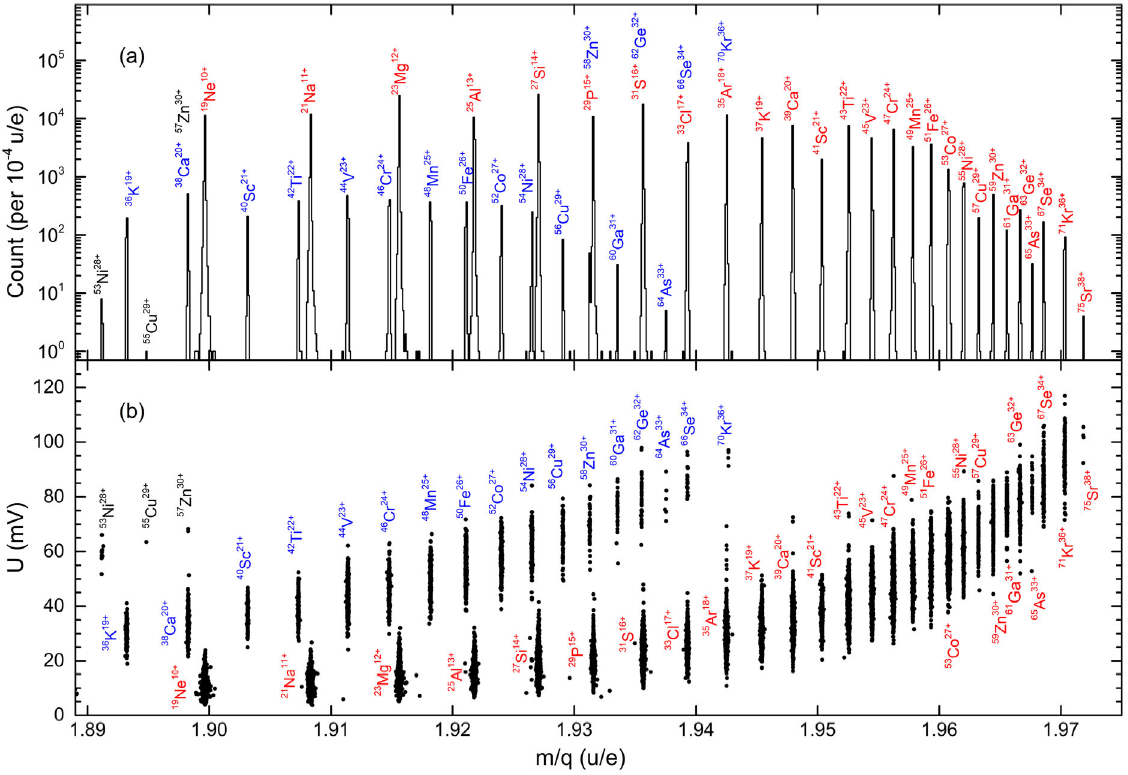 (a)
Count (per 10⁻⁴ u/e)
10⁵
10⁴
10³
10²
10¹
10⁰
⁵³Ni²⁸⁺
³⁶K¹⁹⁺
⁵⁵Cu²⁹⁺
³⁸Ca²⁰⁺
⁵⁷Zn³⁰⁺
¹⁹Ne¹⁰⁺
⁴⁰Sc²¹⁺
⁴²Ti²²⁺
²¹Na¹¹⁺
⁴⁴V²³⁺
⁴⁶Cr²⁴⁺
²³Mg¹²⁺
⁴⁸Mn²⁵⁺
⁵⁰Fe²⁶⁺
²⁵Al¹³⁺
⁵²Co²⁷⁺
⁵⁴Ni²⁸⁺
²⁷Si¹⁴⁺
⁵⁶Cu²⁹⁺
²⁹P¹⁵⁺
⁵⁸Zn³⁰⁺
⁶⁰Ga³¹⁺
³¹S¹⁶⁺
⁶²Ge³²⁺
⁶⁴As³³⁺
³³Cl¹⁷⁺
⁶⁶Se³⁴⁺
³⁵Ar¹⁸⁺
⁷⁰Kr³⁶⁺
³⁷K¹⁹⁺
³⁹Ca²⁰⁺
⁴¹Sc²¹⁺
⁴³Ti²²⁺
⁴⁵V²³⁺
⁴⁷Cr²⁴⁺
⁴⁹Mn²⁵⁺
⁵¹Fe²⁶⁺
⁵³Co²⁷⁺
⁵⁵Ni²⁸⁺
⁵⁷Cu²⁹⁺
⁵⁹Zn³⁰⁺
⁶¹Ga³¹⁺
⁶³Ge³²⁺
⁶⁵As³³⁺
⁶⁷Se³⁴⁺
⁷¹Kr³⁶⁺
⁷⁵Sr³⁸⁺
(b)
U (mV)
120
100
80
60
40
20
0
⁵³Ni²⁸⁺
⁵⁵Cu²⁹⁺
⁵⁷Zn³⁰⁺
³⁶K¹⁹⁺
³⁸Ca²⁰⁺
¹⁹Ne¹⁰⁺
⁴⁰Sc²¹⁺
⁴²Ti²²⁺
²¹Na¹¹⁺
⁴⁴V²³⁺
⁴⁶Cr²⁴⁺
²³Mg¹²⁺
⁴⁸Mn²⁵⁺
⁵⁰Fe²⁶⁺
²⁵Al¹³⁺
⁵²Co²⁷⁺
⁵⁴Ni²⁸⁺
²⁷Si¹⁴⁺
⁵⁶Cu²⁹⁺
⁵⁸Zn³⁰⁺
²⁹P¹⁵⁺
⁶⁰Ga³¹⁺
⁶²Ge³²⁺
³¹S¹⁶⁺
⁶⁴As³³⁺
⁶⁶Se³⁴⁺
³³Cl¹⁷⁺
⁷⁰Kr³⁶⁺
³⁵Ar¹⁸⁺
³⁷K¹⁹⁺
³⁹Ca²⁰⁺
⁴¹Sc²¹⁺
⁴³Ti²²⁺
⁴⁵V²³⁺
⁴⁷Cr²⁴⁺
⁴⁹Mn²⁵⁺
⁵¹Fe²⁶⁺
⁵³Co²⁷⁺
⁵⁵Ni²⁸⁺
⁵⁷Cu²⁹⁺
⁵⁹Zn³⁰⁺
⁶¹Ga³¹⁺
⁶³Ge³²⁺
⁶⁵As³³⁺
⁶⁷Se³⁴⁺
⁷¹Kr³⁶⁺
⁷⁵Sr³⁸⁺
1.89 1.90 1.91 1.92 1.93 1.94 1.95 1.96 1.97
m/q (u/e)